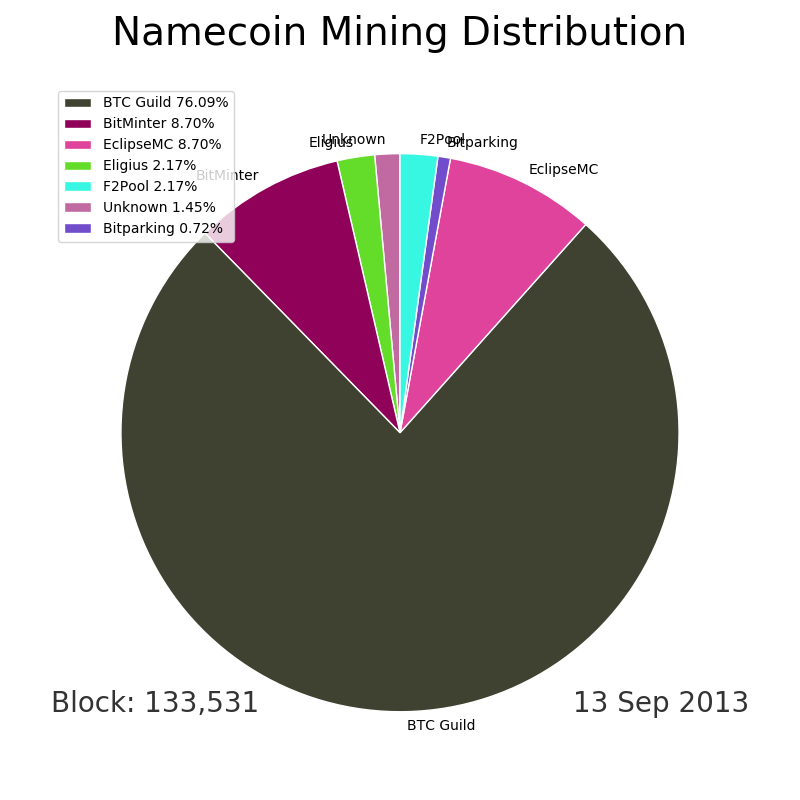 Namecoin Mining Distribution
BTC Guild 76.09%
BitMinter 8.70%
EclipseMC 8.70%
Eligius 2.17%
F2Pool 2.17%
Unknown 1.45%
Bitparking 0.72%
BitMinter
Eligius
Unknown
F2Pool
Bitparking
EclipseMC
BTC Guild
Block: 133,531
13 Sep 2013